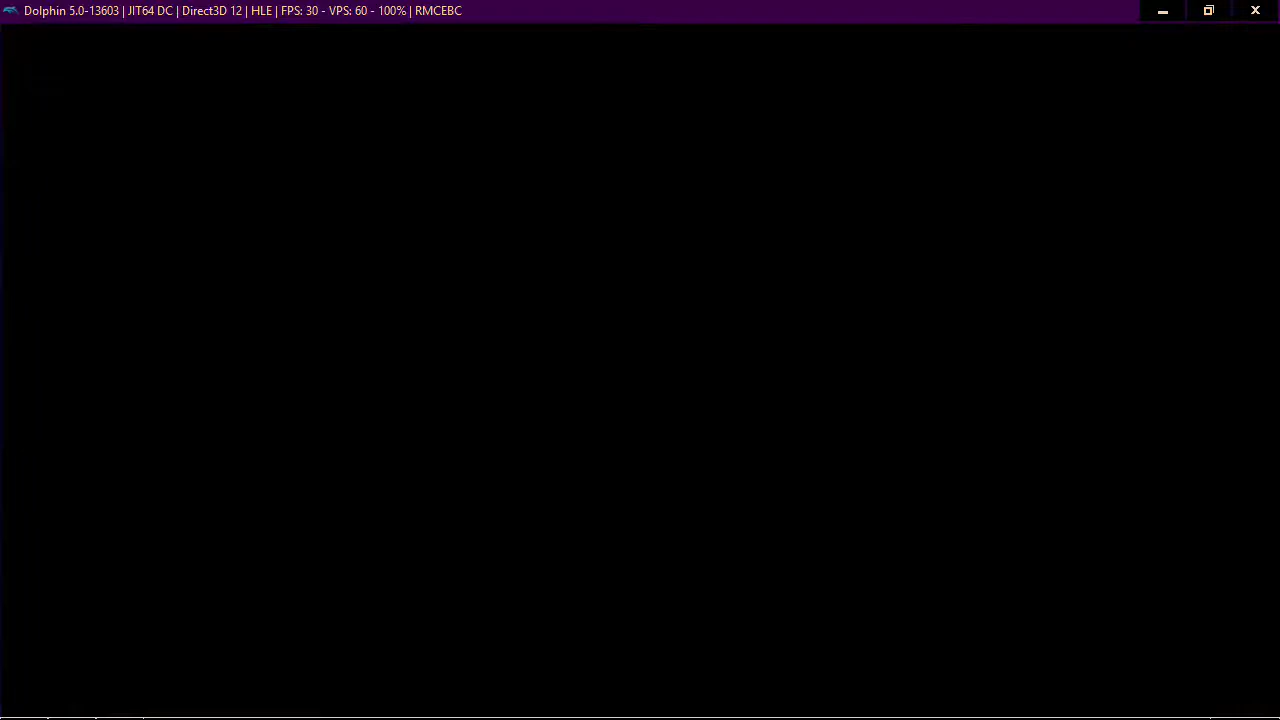 Dolphin 5.0-13603 | JIT64 DC | Direct3D 12 | HLE | FPS: 30 - VPS: 60 - 100% | RMCEBC